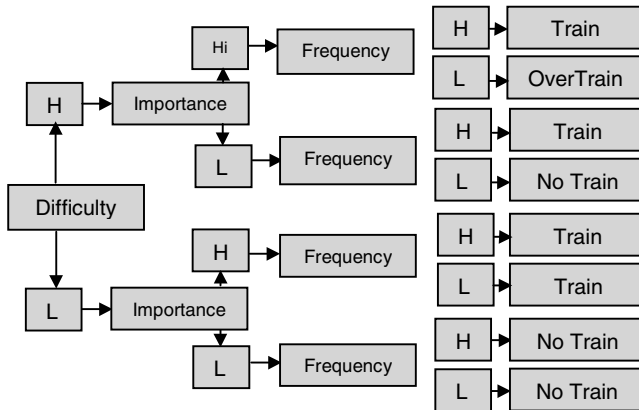 H
Train
Hi
Frequency
L
OverTrain
H
Importance
H
Train
L
Frequency
L
No Train
Difficulty
H
Train
H
Frequency
L
Train
L
Importance
H
No Train
L
Frequency
L
No Train